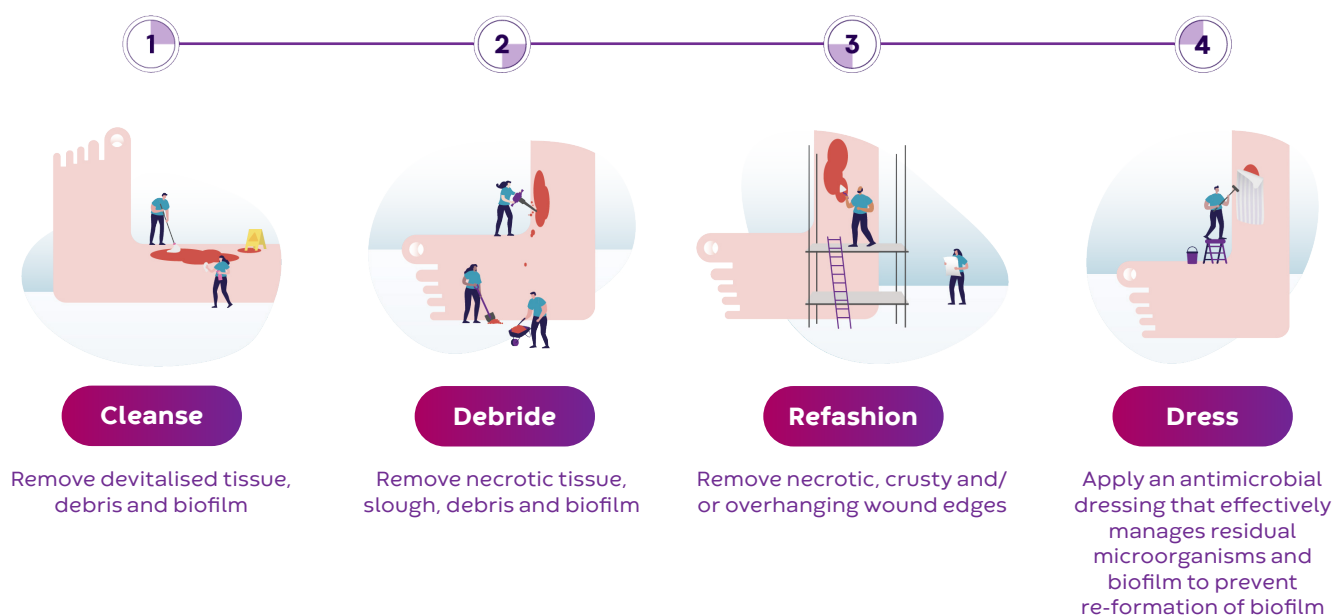 1
2
3
4
Cleanse
Remove devitalised tissue,
debris and biofilm
Debride
Remove necrotic tissue,
slough, debris and biofilm
Refashion
Remove necrotic, crusty and/
or overhanging wound edges
Dress
Apply an antimicrobial
dressing that effectively
manages residual
microorganisms and
biofilm to prevent
re-formation of biofilm